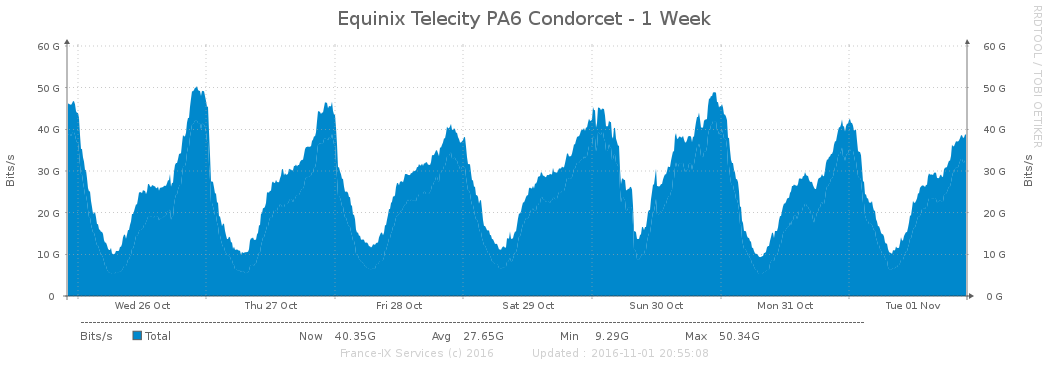 Equinix Telecity PA6 Condorcet - 1 Week
RRDTOOL / TOBI OETIKER
Bits/s
60 G
50 G
40 G
30 G
20 G
10 G
0
60 G
50 G
40 G
30 G
20 G
10 G
0 G
Bits/s
Wed 26 Oct Thu 27 Oct Fri 28 Oct Sat 29 Oct Sun 30 Oct Mon 31 Oct Tue 01 Nov
Bits/s Total Now 40.35G Avg 27.65G Min 9.29G Max 50.34G
France-IX Services (c) 2016 Updated : 2016-11-01 20:55:08